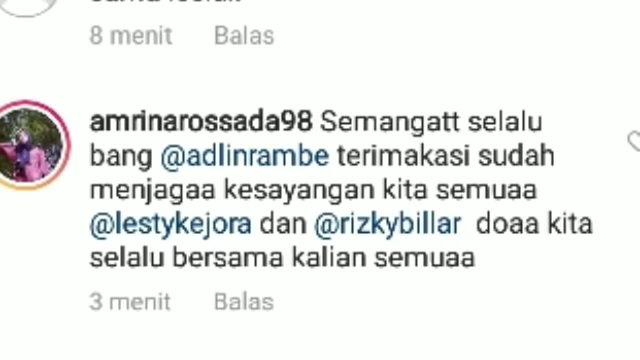 8 menit Balas
amrinarossada98 Semangatt selalu
bang @adlinrambe terimakasi sudah
menjagaa kesayangan kita semuaa
@lestykejora dan @rizkybillar doaa kita
selalu bersama kalian semuaa
3 menit Balas